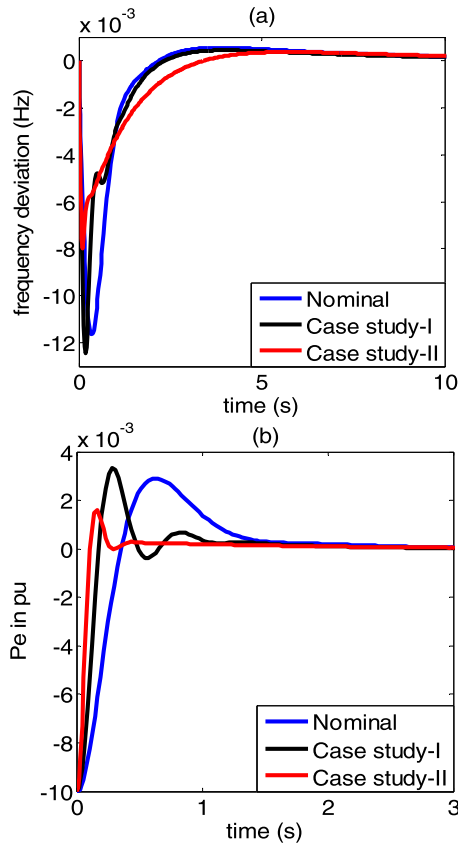 (a)
x 10⁻³
0
-2
-4
-6
-8
-10
-12
frequency deviation (Hz)
Nominal
Case study-I
Case study-II
0 5 10
time (s)
(b)
x 10⁻³
4
2
0
-2
-4
-6
-8
-10
Pe in pu
Nominal
Case study-I
Case study-II
0 1 2 3
time (s)